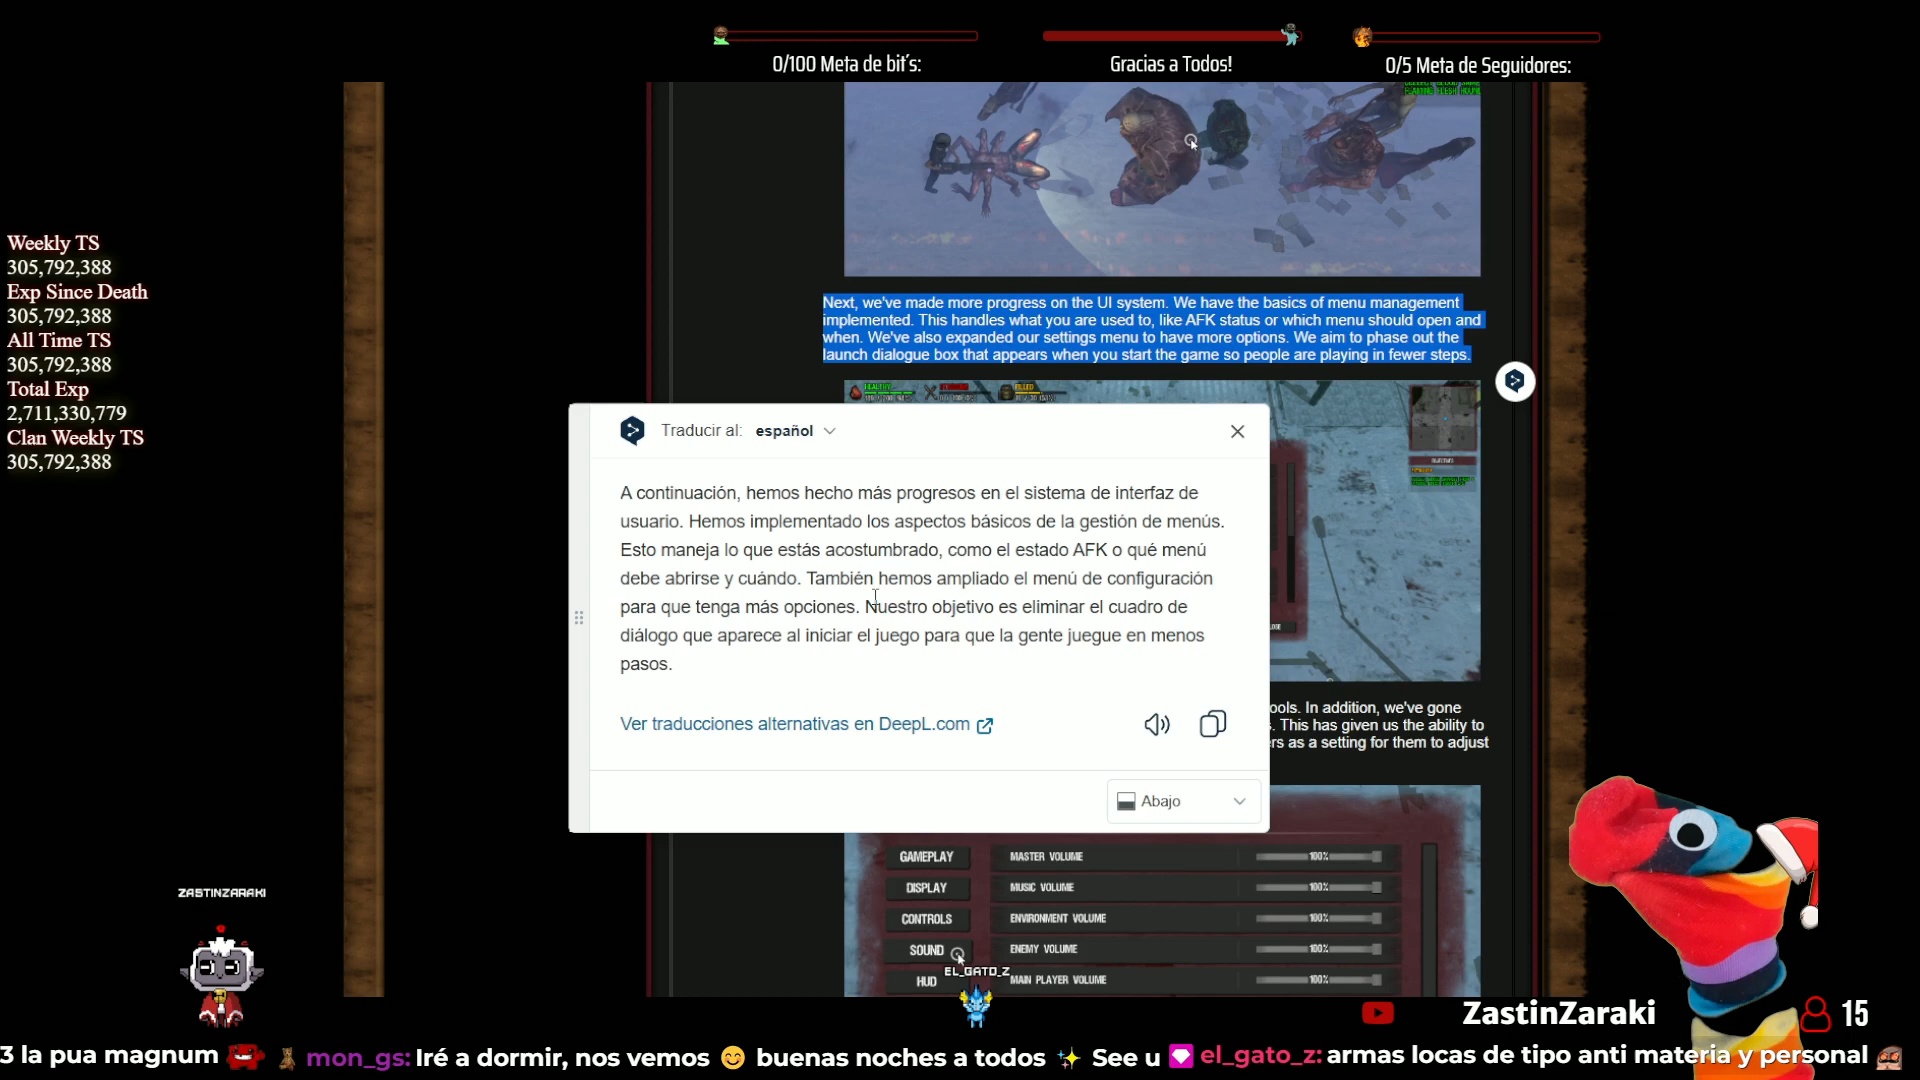 0/100 Meta de bit's:
Gracias a Todos!
0/5 Meta de Seguidores:
Weekly TS
305,792,388
Exp Since Death
305,792,388
All Time TS
305,792,388
Total Exp
2,711,330,779
Clan Weekly TS
305,792,388
FLAMING FLESH HOUND
Next, we've made more progress on the UI system. We have the basics of menu management
implemented. This handles what you are used to, like AFK status or which menu should open and
when. We've also expanded our settings menu to have more options. We aim to phase out the
launch dialogue box that appears when you start the game so people are playing in fewer steps.
HEALTHY
Traducir al: español
A continuación, hemos hecho más progresos en el sistema de interfaz de
usuario. Hemos implementado los aspectos básicos de la gestión de menús.
Esto maneja lo que estás acostumbrado, como el estado AFK o qué menú
debe abrirse y cuándo. También hemos ampliado el menú de configuración
para que tenga más opciones. Nuestro objetivo es eliminar el cuadro de
diálogo que aparece al iniciar el juego para que la gente juegue en menos
pasos.
Ver traducciones alternativas en DeepL.com
Abajo
ools. In addition, we've gone
. This has given us the ability to
rs as a setting for them to adjust
GAMEPLAY MASTER VOLUME 100%
DISPLAY MUSIC VOLUME 100%
CONTROLS ENVIRONMENT VOLUME 100%
SOUND ENEMY VOLUME 100%
HUD MAIN PLAYER VOLUME 100%
ZASTINZARAKI
EL_GATO_Z
ZastinZaraki
15
3 la pua magnum mon_gs: Iré a dormir, nos vemos 😊 buenas noches a todos ✨ See u el_gato_z: armas locas de tipo anti materia y personal